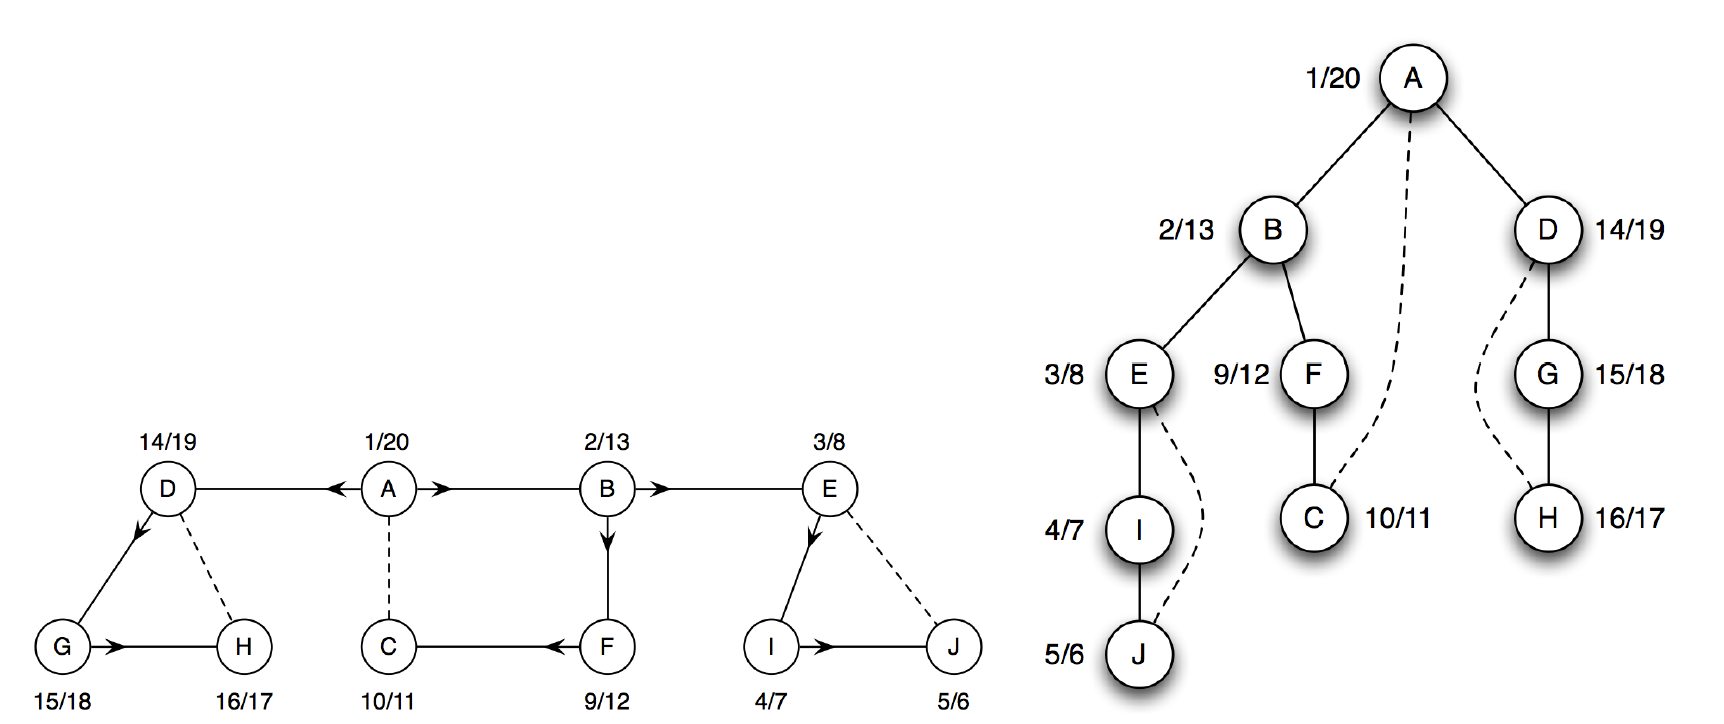 14/19 1/20 2/13 3/8
D A B E
G H C F I J
15/18 16/17 10/11 9/12 4/7 5/6
1/20 A
2/13 B D 14/19
3/8 E 9/12 F G 15/18
4/7 I C 10/11 H 16/17
5/6 J